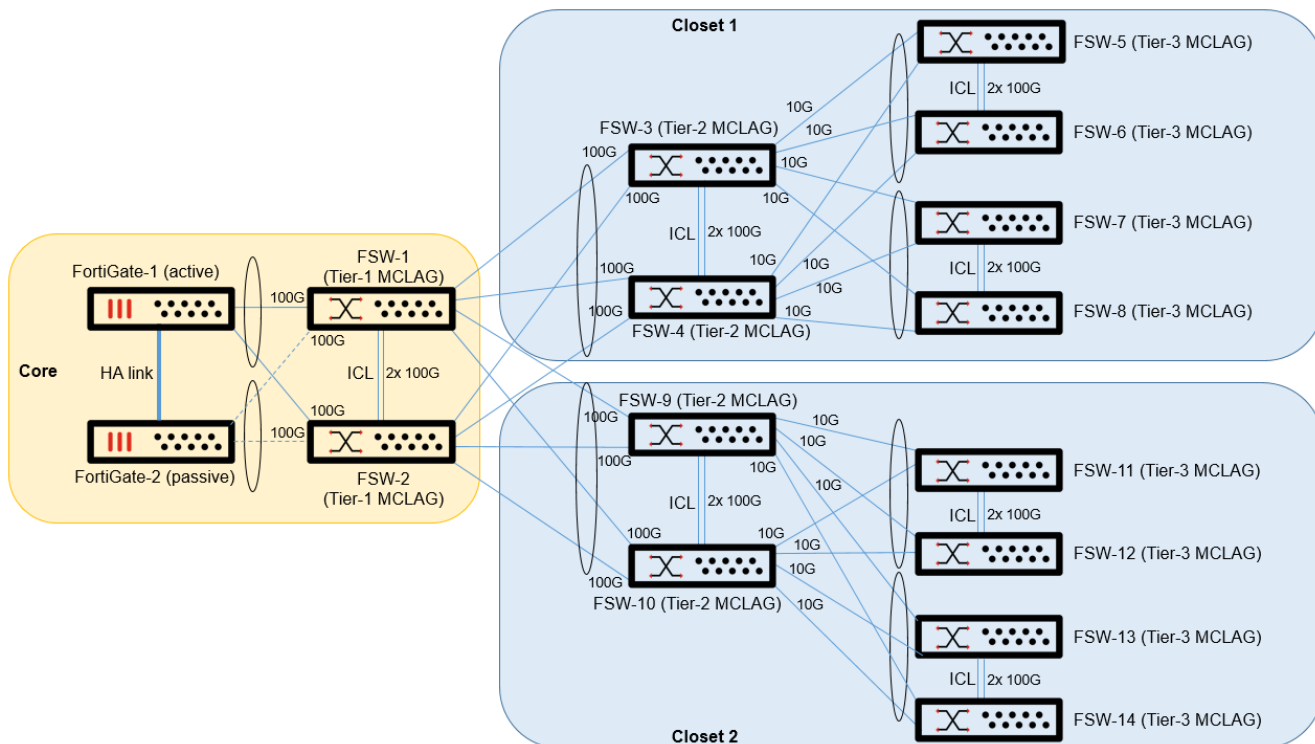 Closet 1
FSW-5 (Tier-3 MCLAG)
ICL
2x 100G
10G
10G
FSW-6 (Tier-3 MCLAG)
FSW-3 (Tier-2 MCLAG)
100G
10G
100G
10G
FSW-7 (Tier-3 MCLAG)
ICL
2x 100G
ICL
2x 100G
10G
10G
10G
100G
100G
10G
FSW-8 (Tier-3 MCLAG)
FSW-4 (Tier-2 MCLAG)
Core
FortiGate-1 (active)
FSW-1
(Tier-1 MCLAG)
100G
100G
HA link
ICL
2x 100G
100G
100G
FortiGate-2 (passive)
FSW-2
(Tier-1 MCLAG)
FSW-9 (Tier-2 MCLAG)
100G
10G
10G
100G
10G
10G
FSW-11 (Tier-3 MCLAG)
ICL
2x 100G
ICL
2x 100G
100G
10G
10G
10G
FSW-12 (Tier-3 MCLAG)
100G
10G
FSW-10 (Tier-2 MCLAG)
FSW-13 (Tier-3 MCLAG)
ICL
2x 100G
FSW-14 (Tier-3 MCLAG)
Closet 2